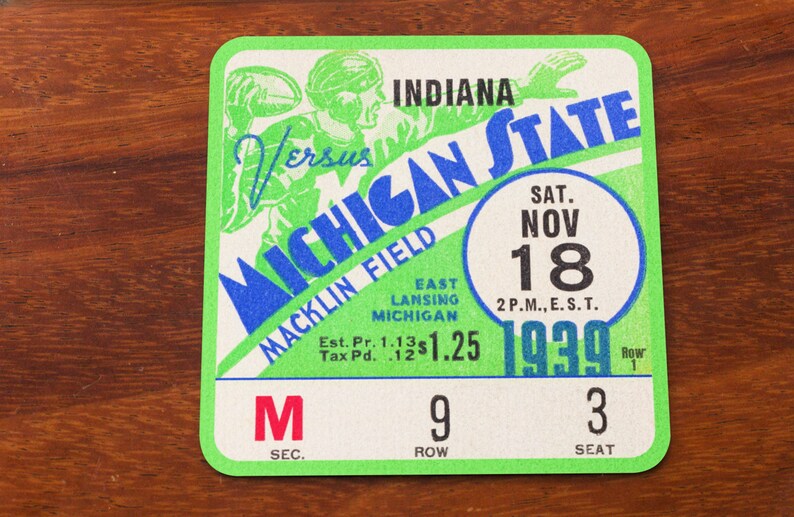 INDIANA
Versus
MICHIGAN STATE
MACKLIN FIELD
EAST
LANSING
MICHIGAN
SAT.
NOV
18
2 P.M., E.S.T.
1939
Est. Pr. 1.13
Tax Pd. .12
$1.25
Row
1
M
SEC.
9
ROW
3
SEAT